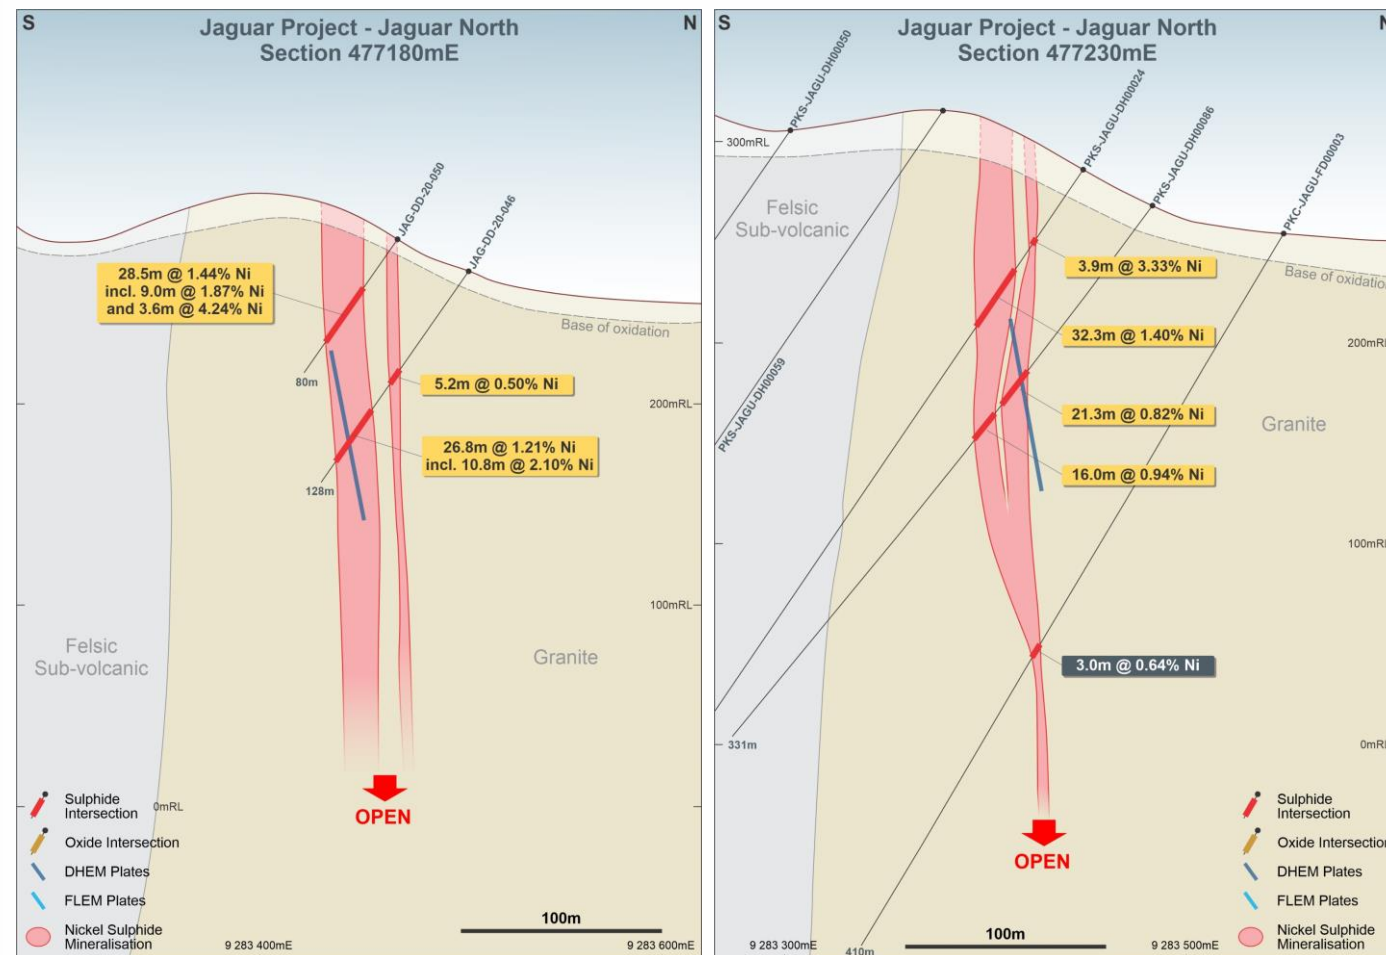 S
Jaguar Project - Jaguar North
Section 477180mE
N
JAG-DD-20-050
JAG-DD-20-046
28.5m @ 1.44% Ni
incl. 9.0m @ 1.87% Ni
and 3.6m @ 4.24% Ni
Base of oxidation
80m
5.2m @ 0.50% Ni
200mRL
26.8m @ 1.21% Ni
incl. 10.8m @ 2.10% Ni
128m
100mRL
Felsic
Sub-volcanic
Granite
0mRL
OPEN
Sulphide
Intersection
Oxide Intersection
DHEM Plates
FLEM Plates
Nickel Sulphide
Mineralisation
100m
9 283 400mE
9 283 600mE
S
Jaguar Project - Jaguar North
Section 477230mE
N
PKS-JAGU-DH00050
PKS-JAGU-DH00024
PKS-JAGU-DH00086
PKC-JAGU-FD00003
300mRL
Felsic
Sub-volcanic
3.9m @ 3.33% Ni
Base of oxidation
32.3m @ 1.40% Ni
200mRL
PKS-JAGU-DH00059
21.3m @ 0.82% Ni
Granite
16.0m @ 0.94% Ni
100mRL
3.0m @ 0.64% Ni
331m
0mRL
OPEN
Sulphide
Intersection
Oxide Intersection
DHEM Plates
FLEM Plates
Nickel Sulphide
Mineralisation
100m
9 283 300mE
410m
9 283 500mE